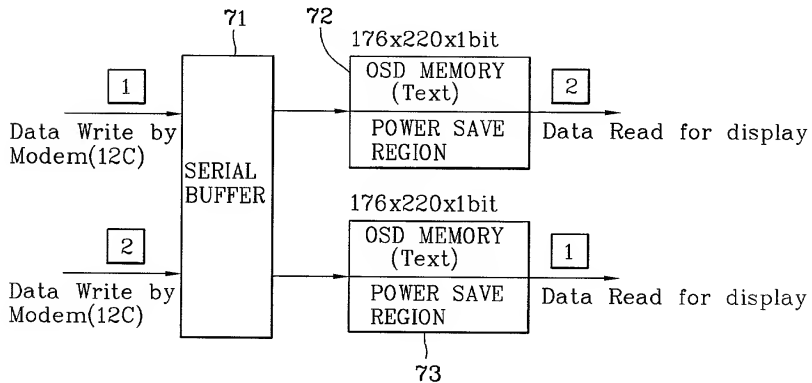 71
72
176x220x1bit
1
OSD MEMORY
(Text)
2
Data Write by
Modem(12C)
POWER SAVE
REGION
Data Read for display
SERIAL
BUFFER
176x220x1bit
2
OSD MEMORY
(Text)
1
Data Write by
Modem(12C)
POWER SAVE
REGION
Data Read for display
73